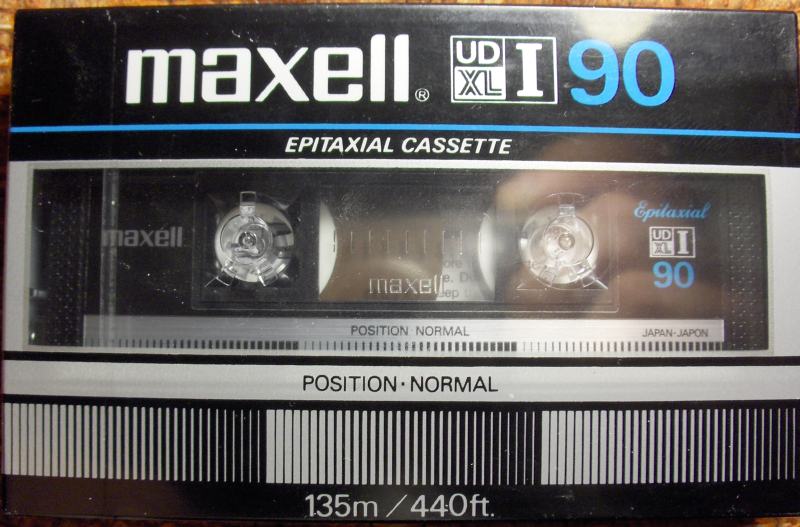 maxell® UD XL I 90
EPITAXIAL CASSETTE
maxell
Epitaxial
UD XL I
90
maxell
POSITION NORMAL
JAPAN-JAPON
POSITION·NORMAL
135m / 440ft.